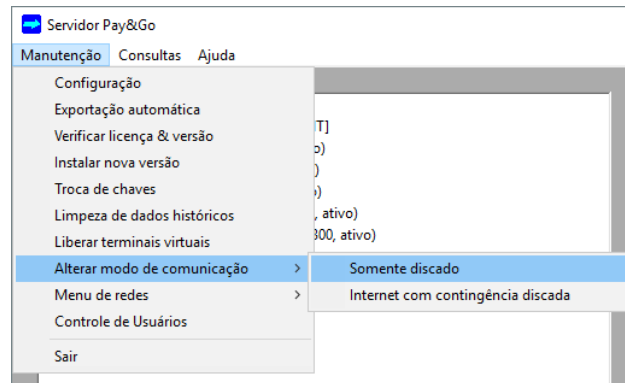 Servidor Pay&Go
Manutenção Consultas Ajuda
Configuração
Exportação automática
Verificar licença & versão
Instalar nova versão
Troca de chaves
Limpeza de dados históricos
Liberar terminais virtuais
Alterar modo de comunicação >
Menu de redes >
Controle de Usuários
Sair
T]
o)
)
o)
, ativo)
300, ativo)
Somente discado
Internet com contingência discada